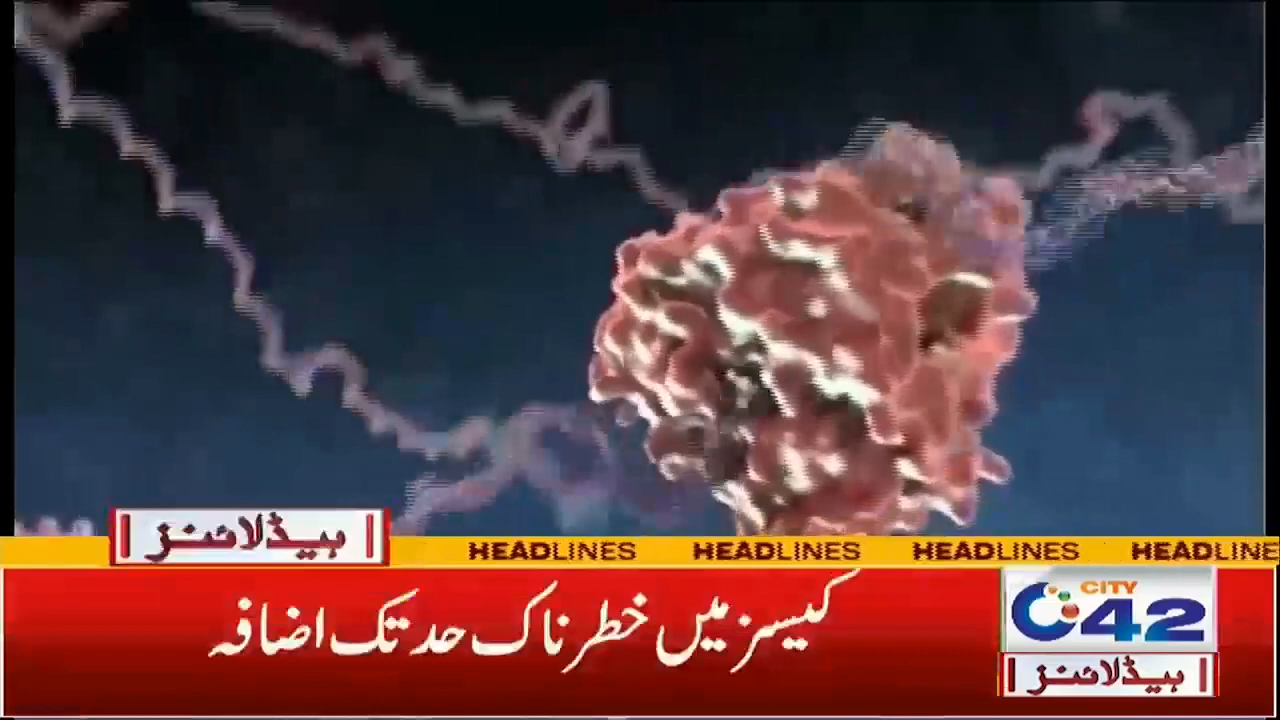 ہیڈلائنز
HEADLINES HEADLINES HEADLINES HEADLINE
کیسز میں خطرناک حد تک اضافہ
CITY
42
ہیڈلائنز